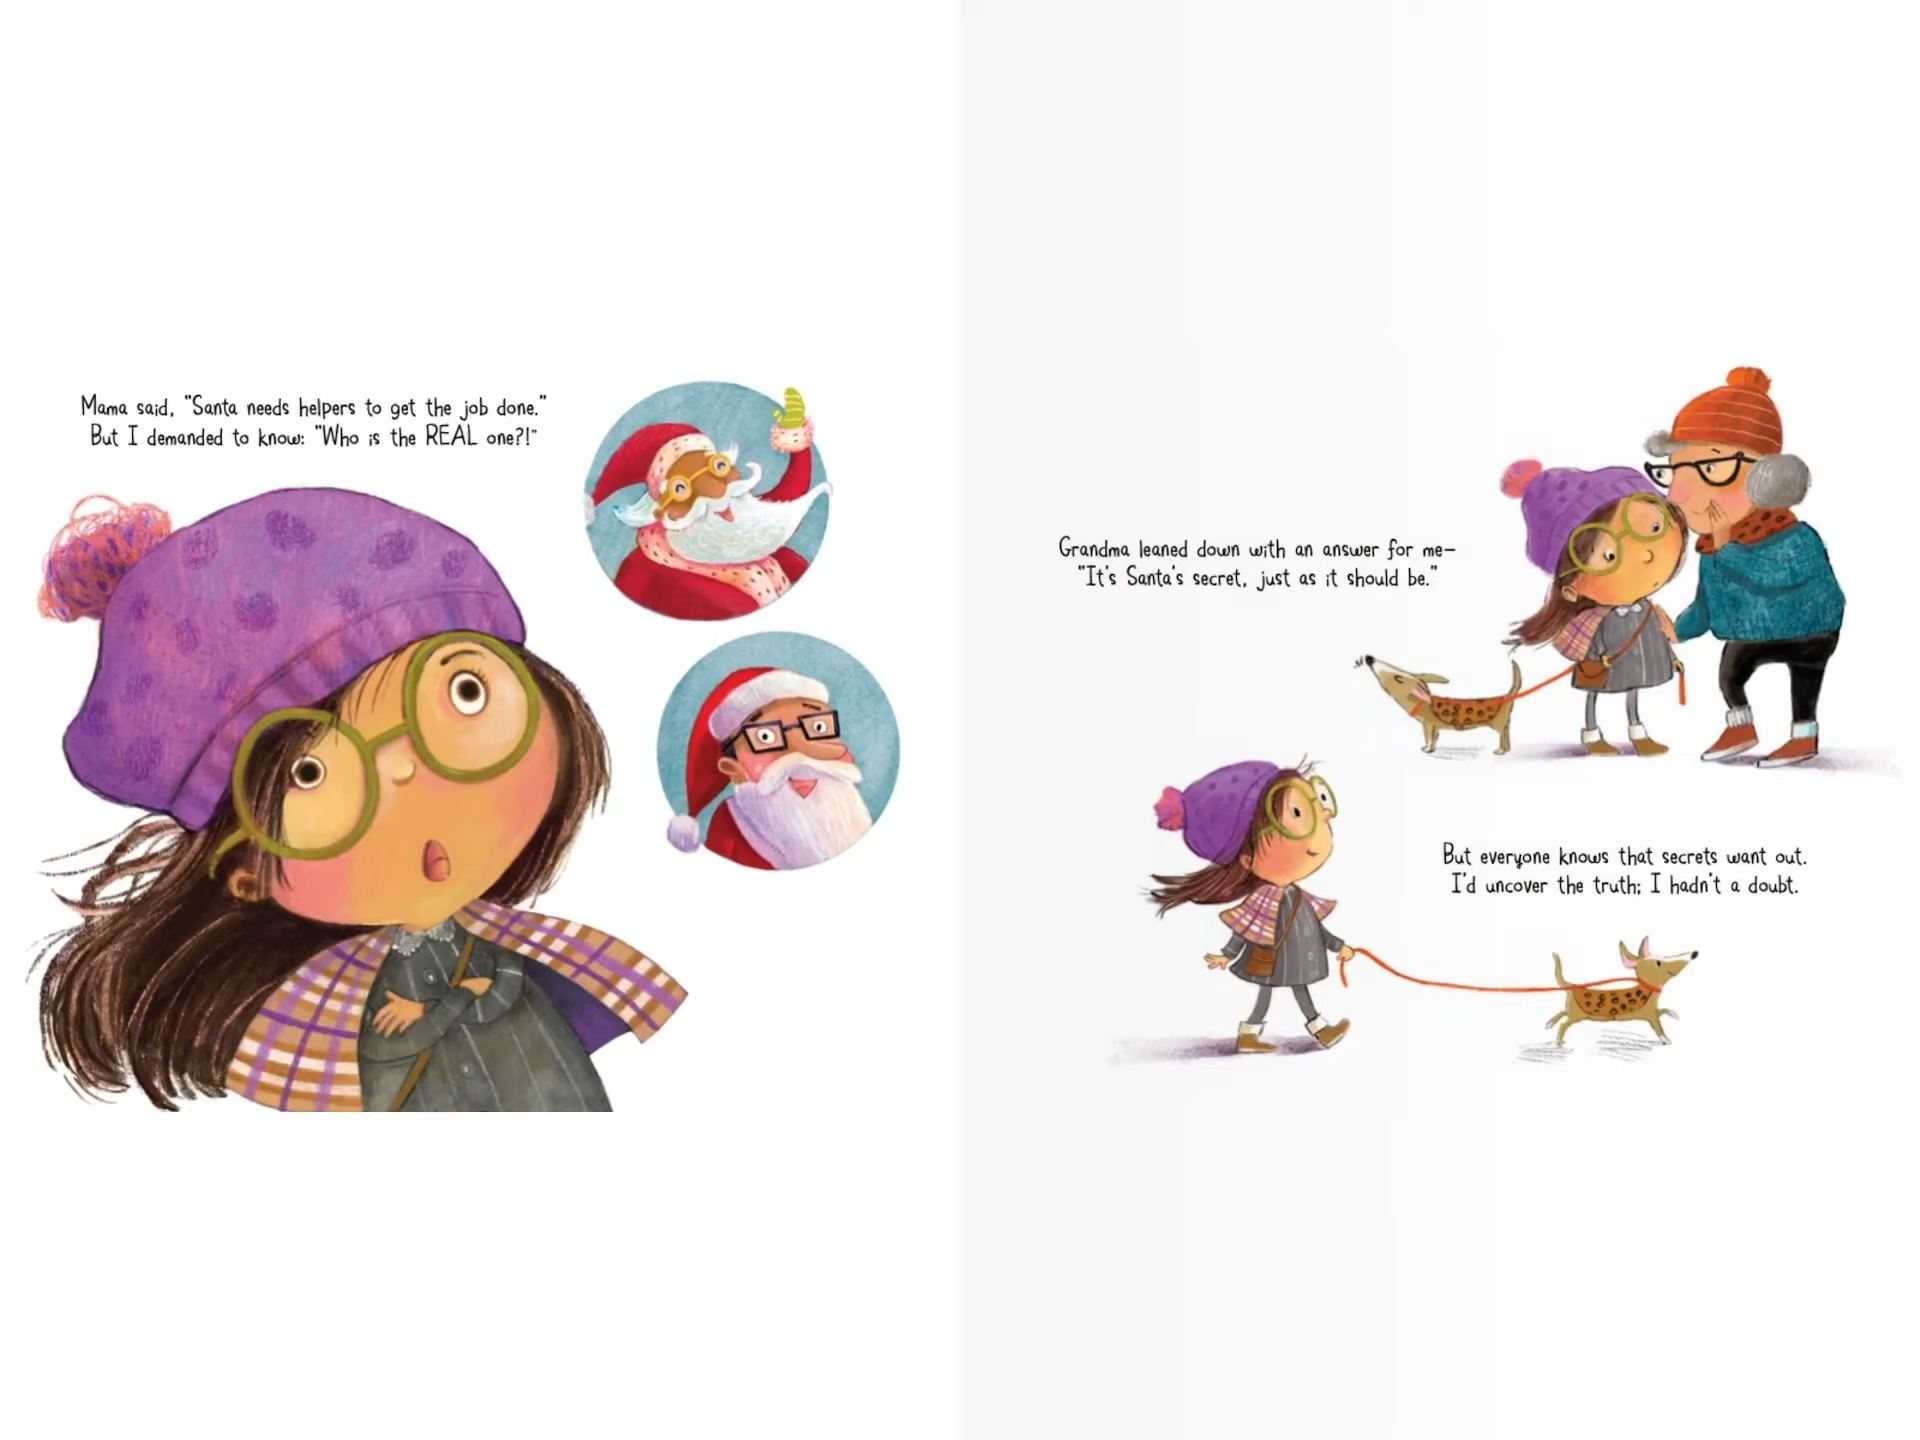 Mama said, "Santa needs helpers to get the job done."
But I demanded to know: "Who is the REAL one?!"
Grandma leaned down with an answer for me—
"It's Santa's secret, just as it should be."
But everyone knows that secrets want out.
I'd uncover the truth; I hadn't a doubt.